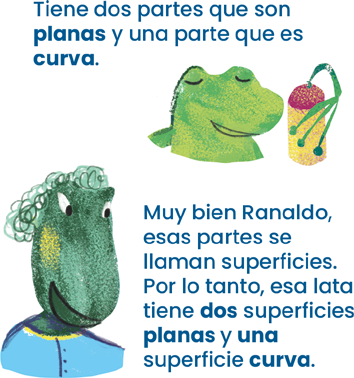 Tiene dos partes que son
planas y una parte que es
curva.
Muy bien Ranaldo,
esas partes se
llaman superficies.
Por lo tanto, esa lata
tiene dos superficies
planas y una
superficie curva.